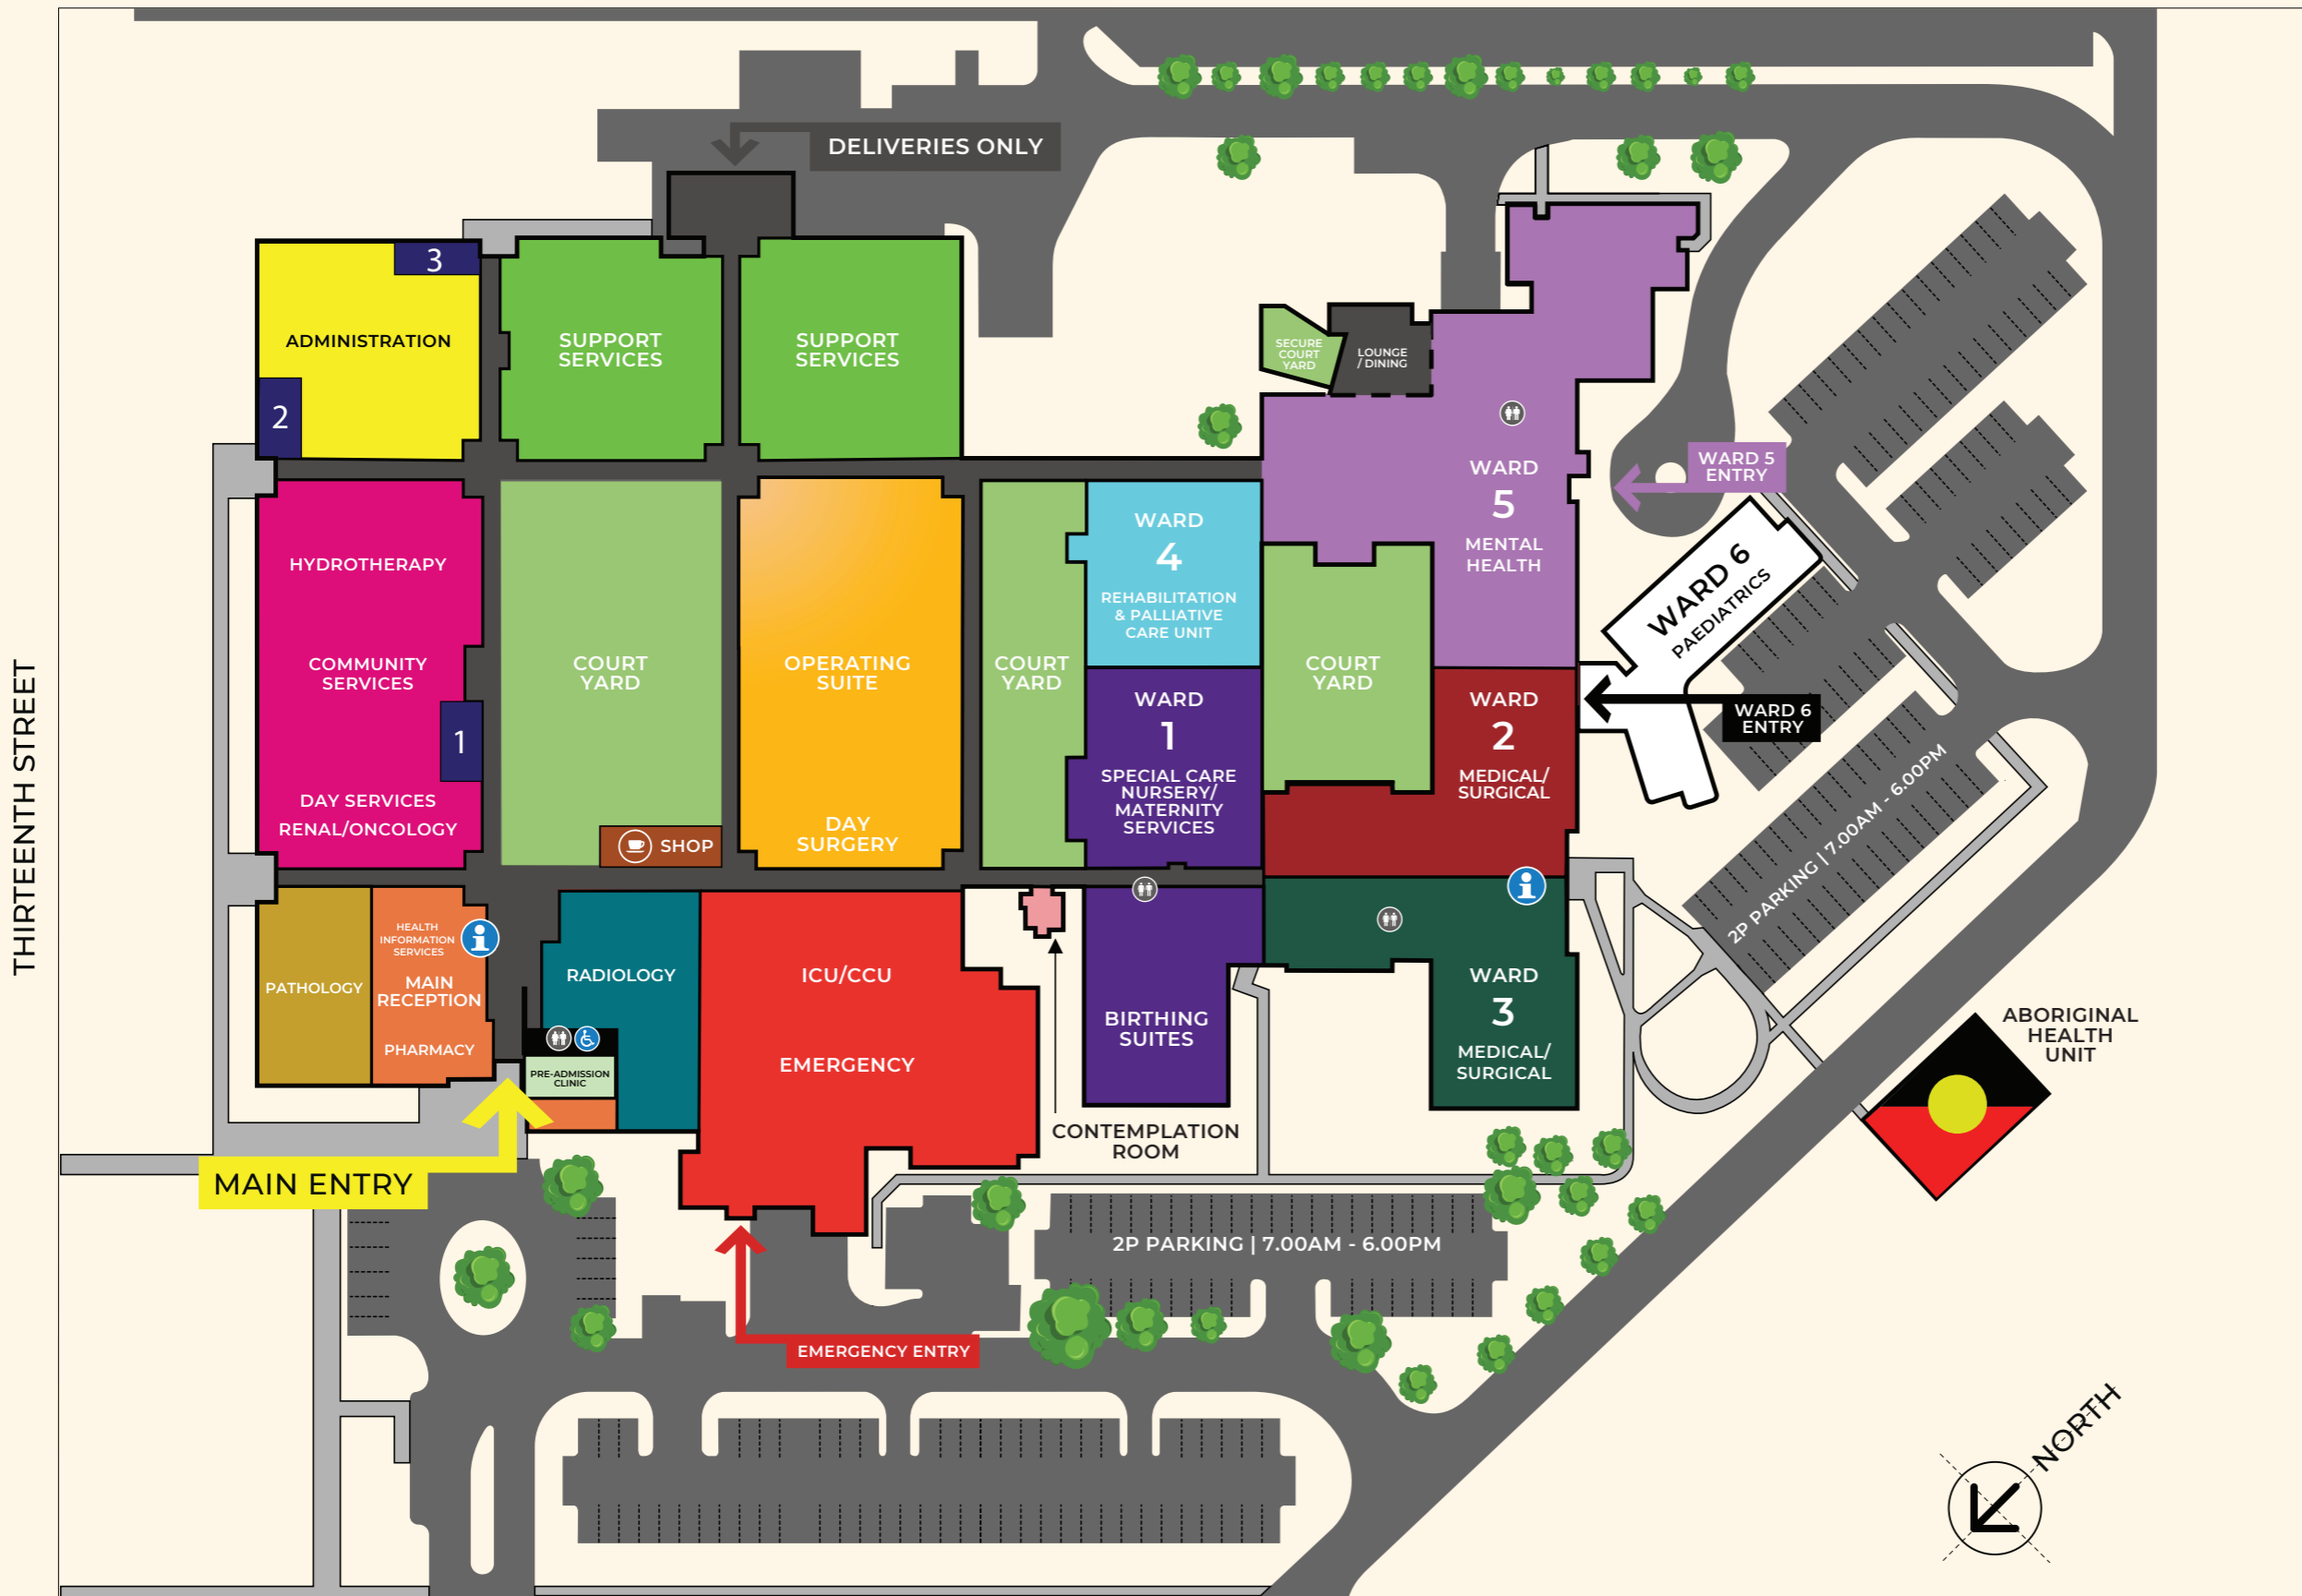 DELIVERIES ONLY
3
ADMINISTRATION
2
SUPPORT
SERVICES
SUPPORT
SERVICES
SECURE
COURT
YARD
LOUNGE
/ DINING
WARD
5
MENTAL
HEALTH
WARD 5
ENTRY
HYDROTHERAPY
COMMUNITY
SERVICES
1
DAY SERVICES
RENAL/ONCOLOGY
COURT
YARD
SHOP
OPERATING
SUITE
DAY
SURGERY
COURT
YARD
WARD
4
REHABILITATION
& PALLIATIVE
CARE UNIT
WARD
1
SPECIAL CARE
NURSERY/
MATERNITY
SERVICES
COURT
YARD
WARD
2
MEDICAL/
SURGICAL
WARD 6
PAEDIATRICS
WARD 6
ENTRY
2P PARKING | 7.00AM - 6.00PM
THIRTEENTH STREET
PATHOLOGY
HEALTH
INFORMATION
SERVICES
i
MAIN
RECEPTION
PHARMACY
RADIOLOGY
PRE-ADMISSION
CLINIC
ICU/CCU
EMERGENCY
CONTEMPLATION
ROOM
BIRTHING
SUITES
i
WARD
3
MEDICAL/
SURGICAL
ABORIGINAL
HEALTH
UNIT
MAIN ENTRY
2P PARKING | 7.00AM - 6.00PM
EMERGENCY ENTRY
NORTH